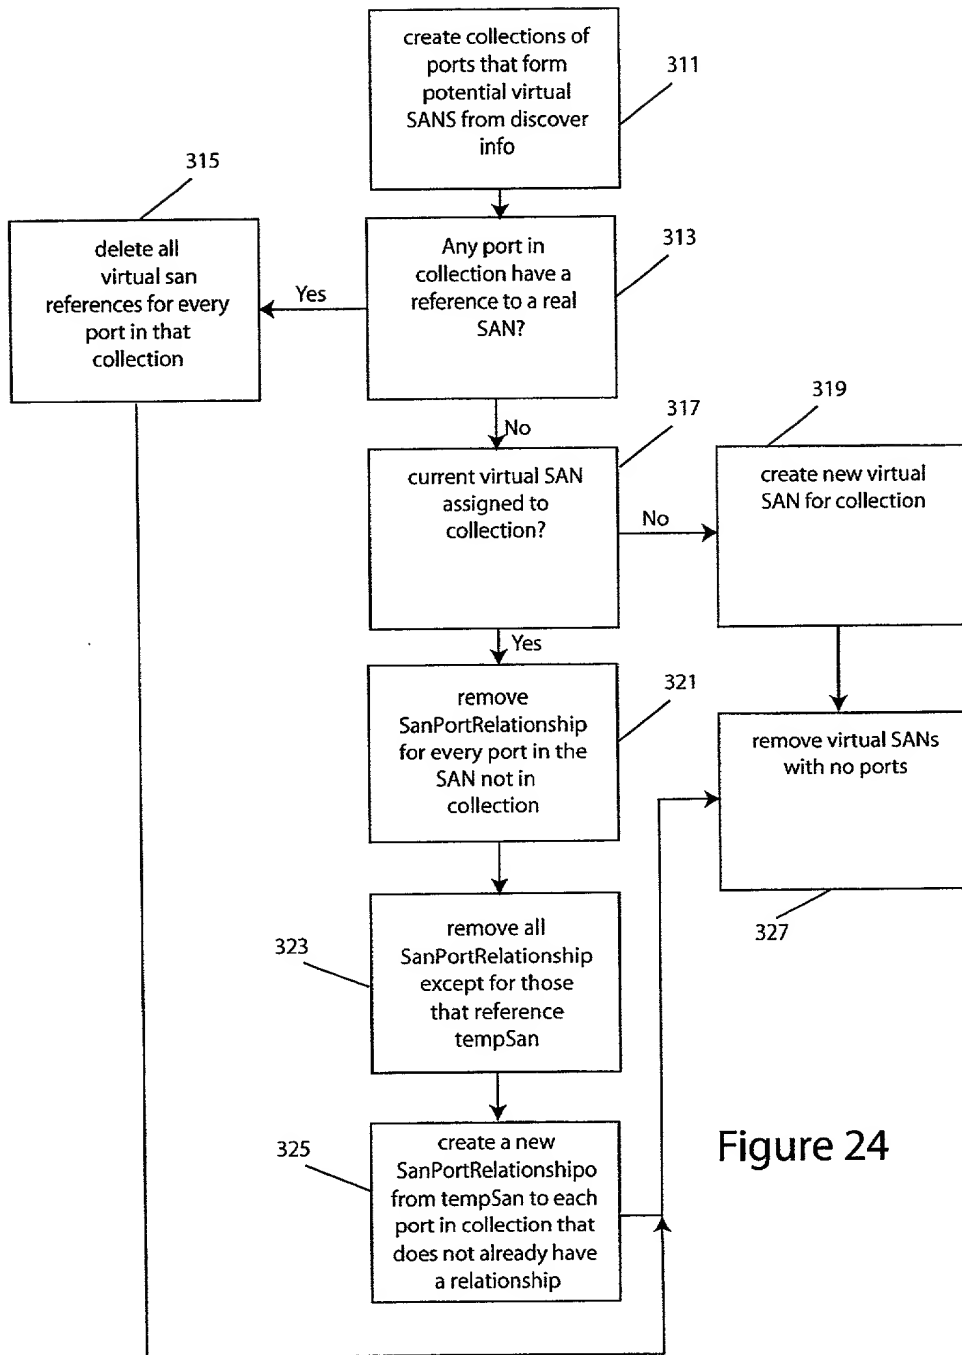 create collections of
ports that form
potential virtual
SANS from discover
info
311
315
delete all
virtual san
references for every
port in that
collection
Yes
Any port in
collection have a
reference to a real
SAN?
313
No
317
current virtual SAN
assigned to
collection?
No
319
create new virtual
SAN for collection
Yes
remove
SanPortRelationship
for every port in the
SAN not in
collection
321
remove virtual SANs
with no ports
327
323
remove all
SanPortRelationship
except for those
that reference
tempSan
325
create a new
SanPortRelationshipo
from tempSan to each
port in collection that
does not already have
a relationship
Figure 24